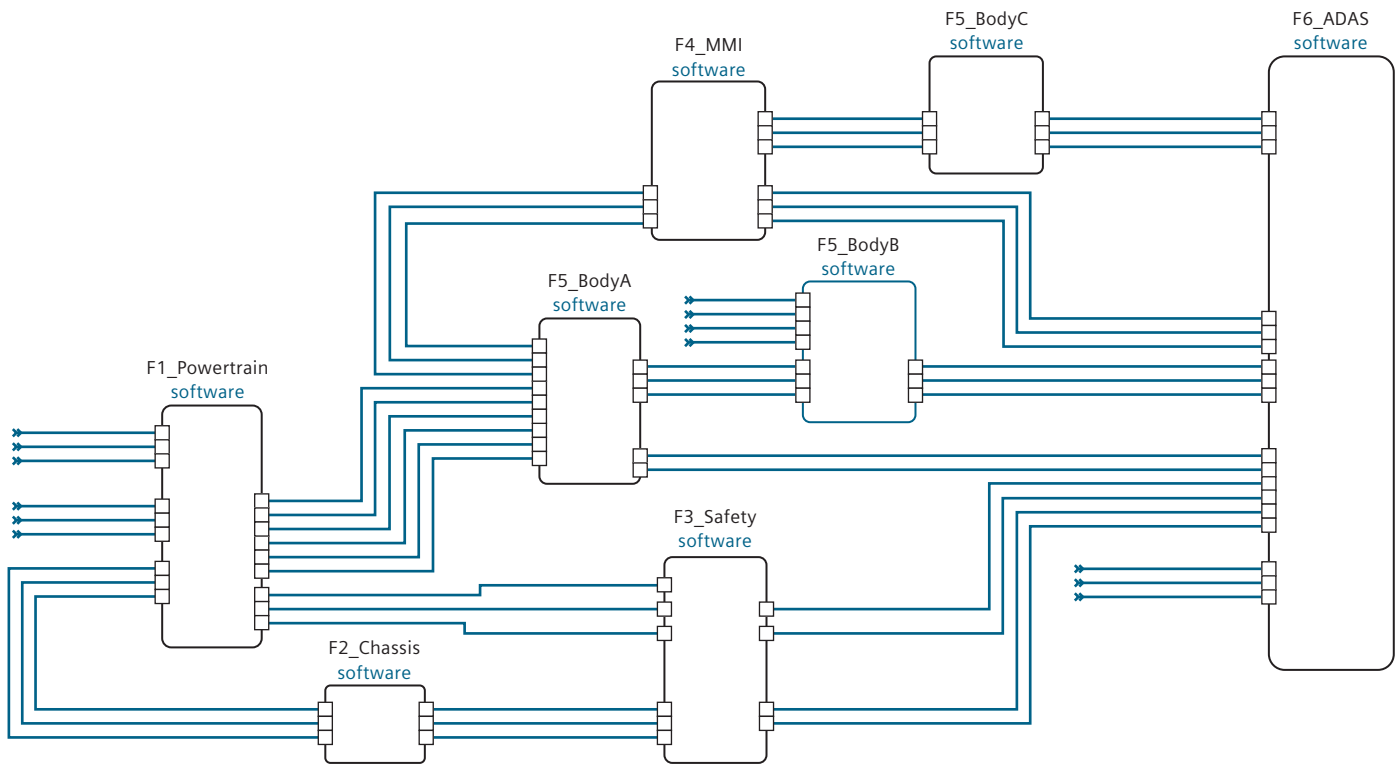 F5_BodyC
software
F6_ADAS
software
F4_MMI
software
F5_BodyB
software
F5_BodyA
software
F1_Powertrain
software
F3_Safety
software
F2_Chassis
software